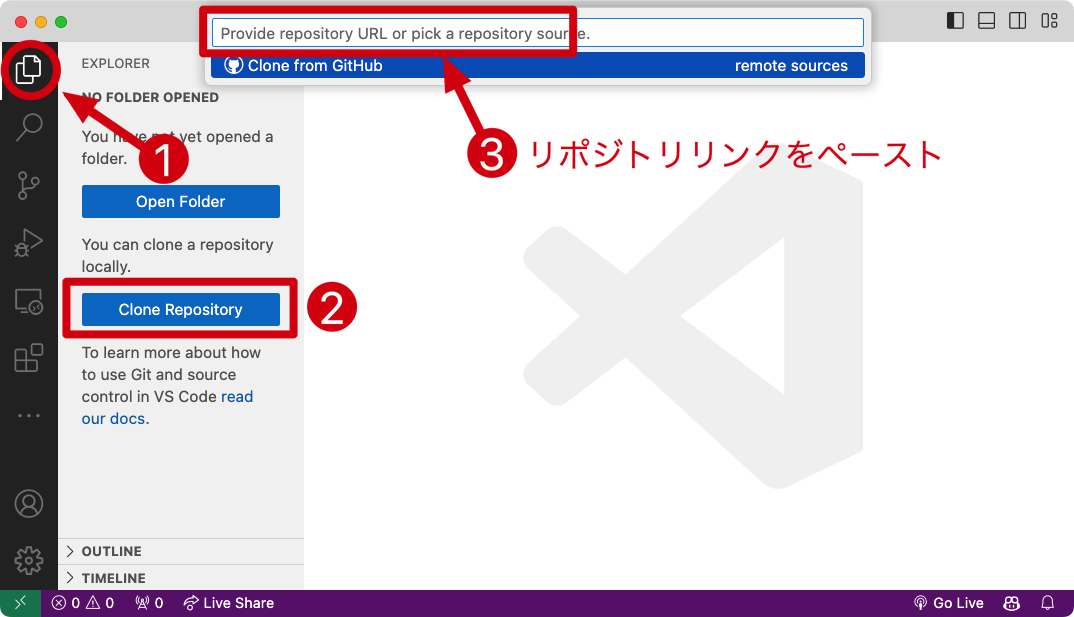 Provide repository URL or pick a repository source.
Clone from GitHub remote sources
EXPLORER
NO FOLDER OPENED
You have not yet opened a
folder.
1
3 リポジトリリンクをペースト
Open Folder
You can clone a repository
locally.
Clone Repository
2
To learn more about how
to use Git and source
control in VS Code read
our docs.
OUTLINE
TIMELINE
0 0 0 Live Share Go Live